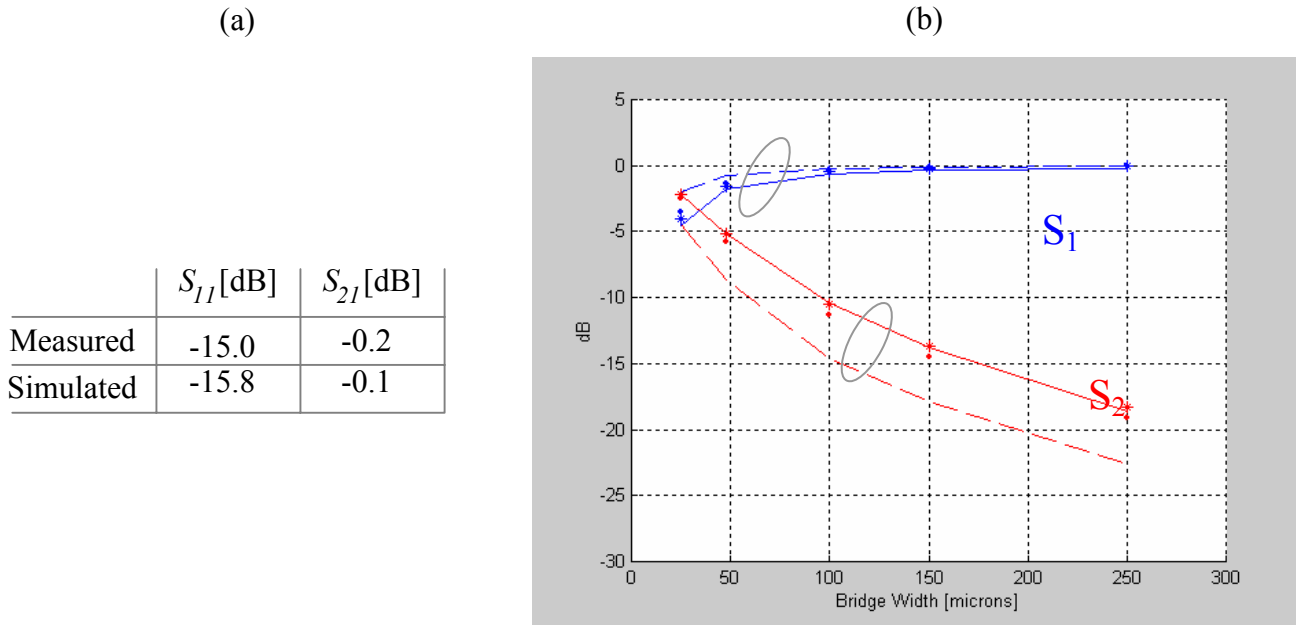 (a)
(b)
S11[dB] S21[dB]
Measured -15.0 -0.2
Simulated -15.8 -0.1
5
0
-5
-10
-15
-20
-25
-30
dB
0 50 100 150 200 250 300
Bridge Width [microns]
S1
S2